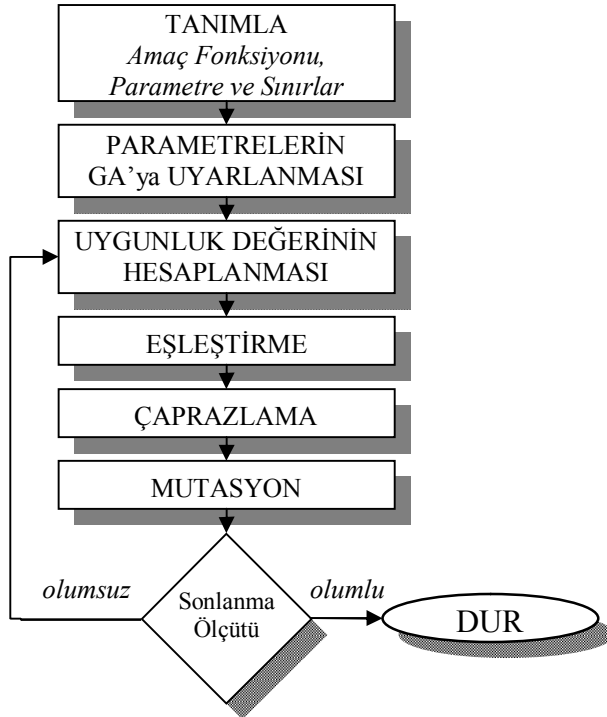 TANIMLA
Amaç Fonksiyonu,
Parametre ve Sınırlar
PARAMETRELERİN
GA’ya UYARLANMASI
UYGUNLUK DEĞERİNİN
HESAPLANMASI
EŞLEŞTİRME
ÇAPRAZLAMA
MUTASYON
olumsuz
Sonlanma
Ölçütü
olumlu
DUR